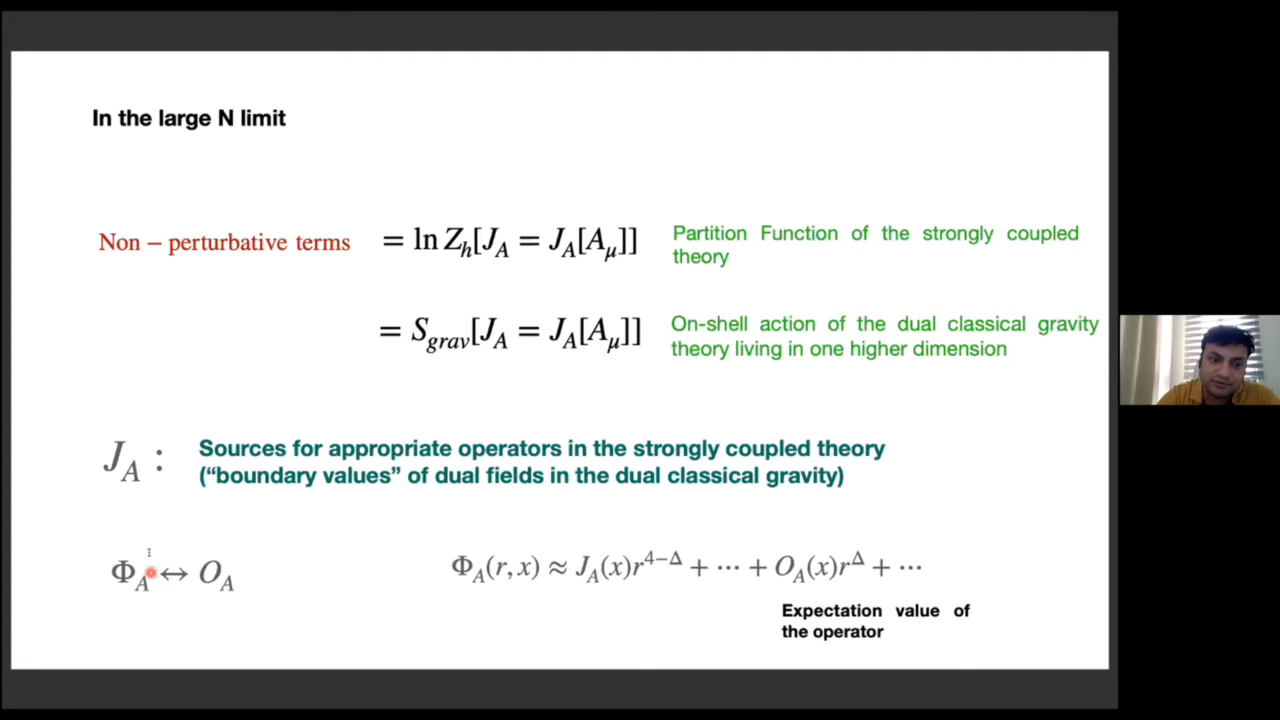 In the large N limit
Non – perturbative terms = ln Z_h[J_A = J_A[A_μ]] Partition Function of the strongly coupled
theory
= S_grav[J_A = J_A[A_μ]] On-shell action of the dual classical gravity
theory living in one higher dimension
J_A : Sources for appropriate operators in the strongly coupled theory
(“boundary values” of dual fields in the dual classical gravity)
Φ_A ↔ O_A Φ_A(r, x) ≈ J_A(x)r^{4−Δ} + ⋯ + O_A(x)r^Δ + ⋯
Expectation value of
the operator